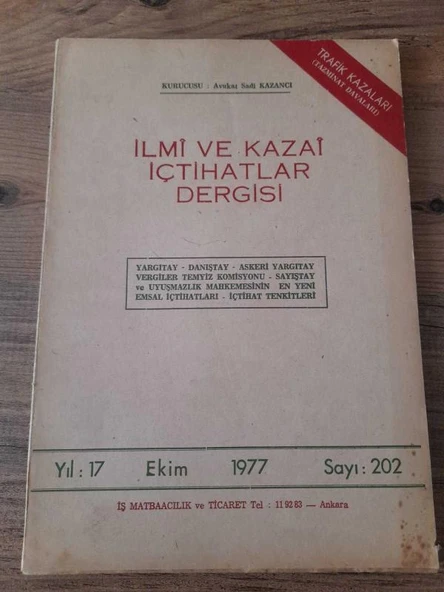 TRAFİK KAZALARI
(TAZMİNAT DAVALARI)
KURUCUSU : Avukat Sadi KAZANCI
İLMÎ VE KAZAÎ
İÇTİHATLAR
DERGİSİ
YARGITAY - DANIŞTAY - ASKERİ YARGITAY
VERGİLER TEMYİZ KOMİSYONU - SAYIŞTAY
ve UYUŞMAZLIK MAHKEMESİNİN EN YENİ
EMSAL İÇTİHATLARI - İÇTİHAT TENKİTLERİ
Yıl : 17 Ekim 1977 Sayı : 202
İŞ MATBAACILIK ve TİCARET Tel : 11 92 83 — Ankara